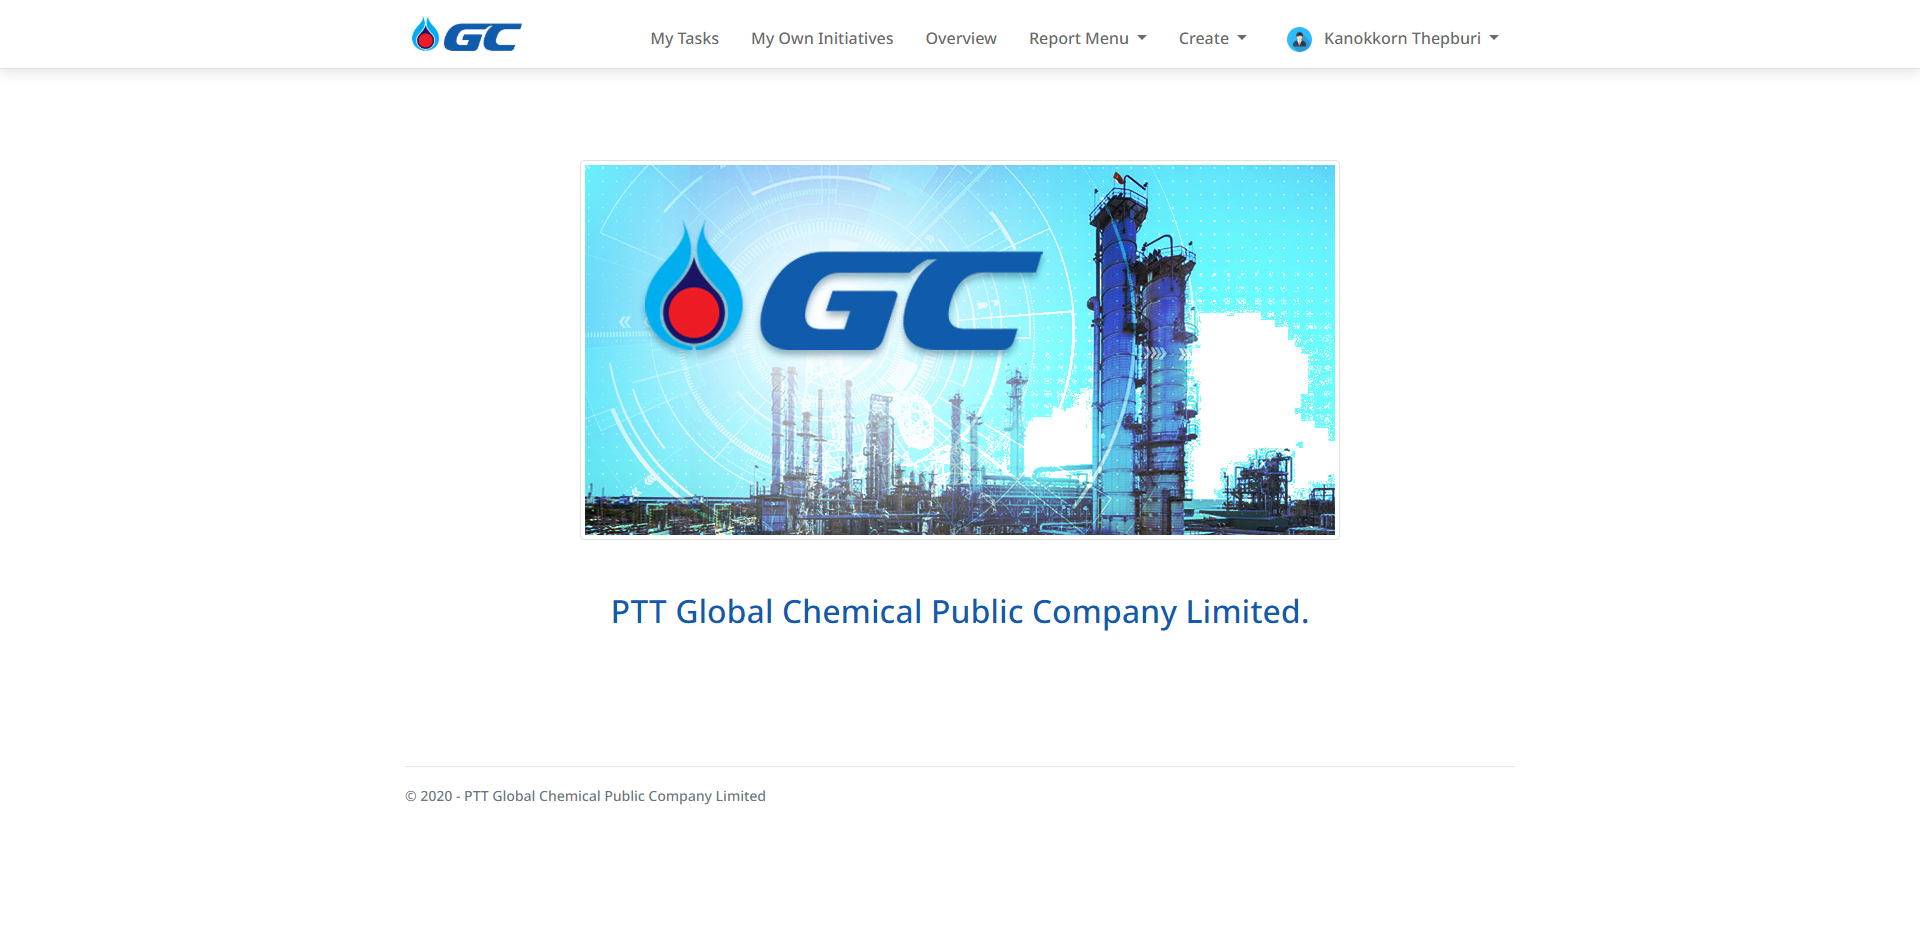 GC
My Tasks
My Own Initiatives
Overview
Report Menu
Create
Kanokkorn Thepburi
GC
PTT Global Chemical Public Company Limited.
© 2020 - PTT Global Chemical Public Company Limited